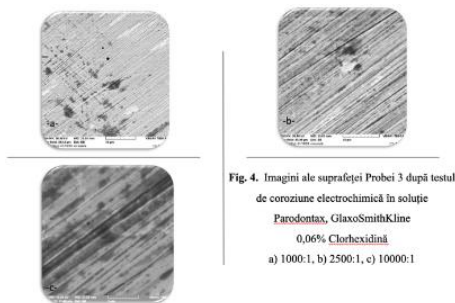 -a-
-b-
-c-
Fig. 4. Imagini ale suprafeței Probei 3 după testul
de coroziune electrochimică în soluție
Parodontax, GlaxoSmithKline
0,06% Clorhexidină
a) 1000:1, b) 2500:1, c) 10000:1